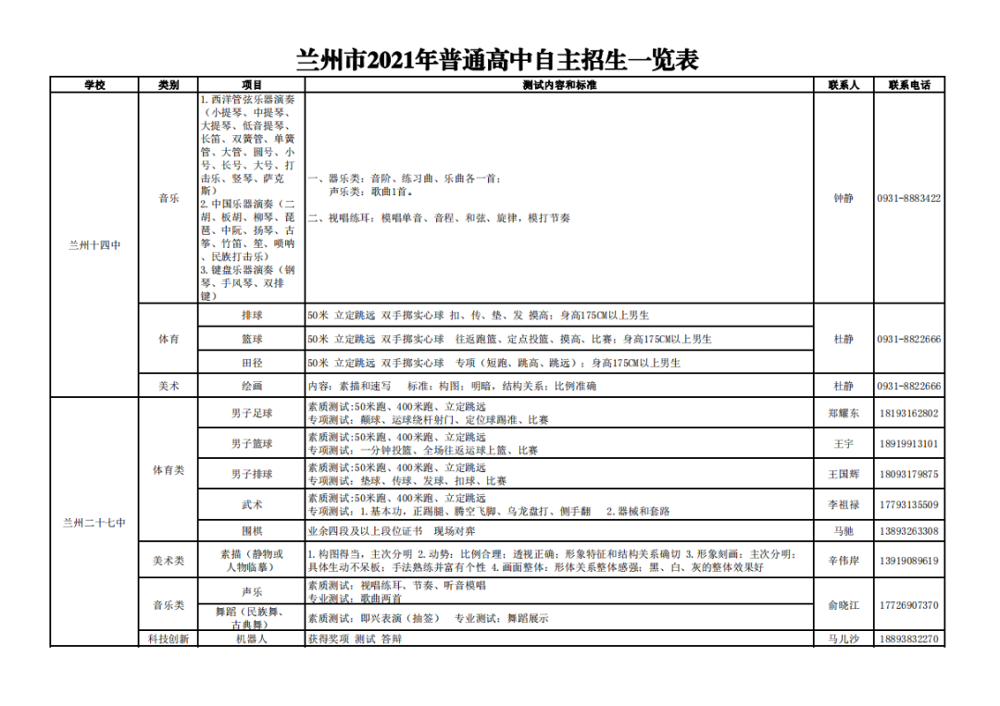 兰州市2021年普通高中自主招生一览表
学校 类别 项目 测试内容和标准 联系人 联系电话
兰州十四中
音乐
1.西洋管弦乐器演奏
（小提琴、中提琴、
大提琴、低音提琴、
长笛、双簧管、单簧
管、大管、圆号、小
号、长号、大号、打
击乐、竖琴、萨克
斯）
2.中国乐器演奏（二
胡、板胡、柳琴、琵
琶、中阮、扬琴、古
筝、竹笛、笙、唢呐
、民族打击乐）
3.键盘乐器演奏（钢
琴、手风琴、双排
键）
一、器乐类：音阶、练习曲、乐曲各一首；
声乐类：歌曲1首。
二、视唱练耳：模唱单音、音程、和弦、旋律，模打节奏
钟静 0931-8883422
体育
排球 50米 立定跳远 双手掷实心球 扣、传、垫、发 摸高；身高175CM以上男生
篮球 50米 立定跳远 双手掷实心球 往返跑篮、定点投篮、摸高、比赛；身高175CM以上男生
田径 50米 立定跳远 双手掷实心球 专项（短跑、跳高、跳远）；身高175CM以上男生
杜静 0931-8822666
美术 绘画 内容：素描和速写 标准：构图；明暗，结构关系；比例准确 杜静 0931-8822666
兰州二十七中
体育类
男子足球
素质测试:50米跑、400米跑、立定跳远
专项测试：颠球、运球绕杆射门、定位球踢准、比赛
郑耀东 18193162802
男子篮球
素质测试:50米跑、400米跑、立定跳远
专项测试：一分钟投篮、全场往返运球上篮、比赛
王宇 18919913101
男子排球
素质测试:50米跑、400米跑、立定跳远
专项测试：垫球、传球、发球、扣球、比赛
王国辉 18093179875
武术
素质测试:50米跑、400米跑、立定跳远
专项测试：1.基本功，正踢腿、腾空飞脚、乌龙盘打、侧手翻 2.器械和套路
李祖禄 17793135509
围棋 业余四段及以上段位证书 现场对弈 马驰 13893263308
美术类
素描（静物或
人物临摹）
1.构图得当，主次分明 2.动势：比例合理；透视正确；形象特征和结构关系确切 3.形象刻画：主次分明；
具体生动不呆板；手法熟练并富有个性 4.画面整体：形体关系整体感强；黑、白、灰的整体效果好
辛伟岸 13919089619
音乐类
声乐
素质测试：视唱练耳、节奏、听音模唱
专业测试：歌曲两首
舞蹈（民族舞、
古典舞）
素质测试：即兴表演（抽签） 专业测试：舞蹈展示
俞晓江 17726907370
科技创新 机器人 获得奖项 测试 答辩 马儿沙 18893832270